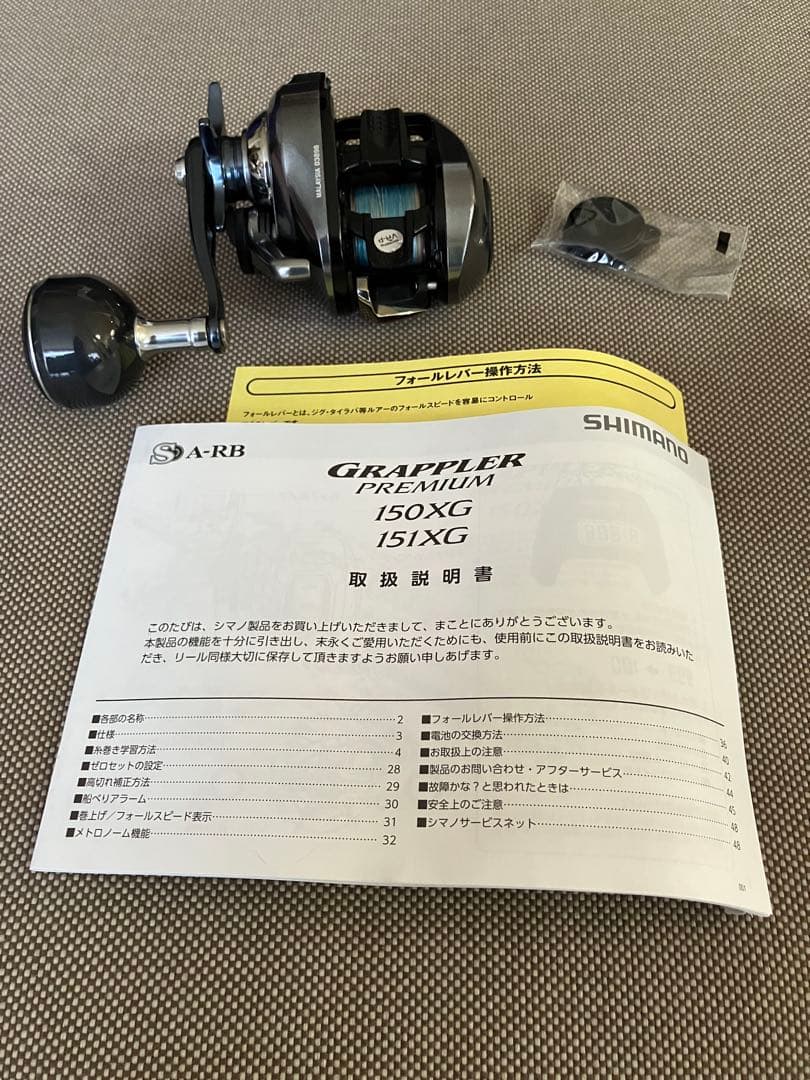 MALAYSIA 03896
フォールレバー操作方法
フォールレバーとは、ジグ・タイラバ等ルアーのフォールスピードを容易にコントロール
SHIMANO
A-RB
GRAPPLER
PREMIUM
150XG
151XG
取扱説明書
このたびは、シマノ製品をお買い上げいただきまして、まことにありがとうございます。
本製品の機能を十分に引き出し、末永くご愛用いただくためにも、使用前にこの取扱説明書をお読みいた
だき、リール同様大切に保存して頂きますようお願い申しあげます。
■各部の名称 2
■仕様 3
■糸巻き学習方法 4
■ゼロセットの設定 28
■高切れ補正方法 29
■船べりアラーム 30
■巻上げ/フォールスピード表示 31
■メトロノーム機能 32
■フォールレバー操作方法 36
■電池の交換方法 40
■お取扱上の注意 42
■製品のお問い合わせ・アフターサービス 44
■故障かな?と思われたときは 45
■安全上のご注意 48
■シマノサービスネット 48
001